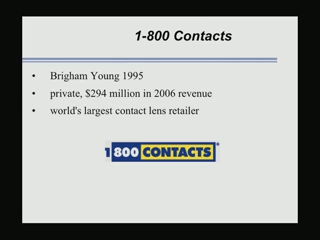 1-800 Contacts
• Brigham Young 1995
• private, $294 million in 2006 revenue
• world's largest contact lens retailer
1 800 CONTACTS